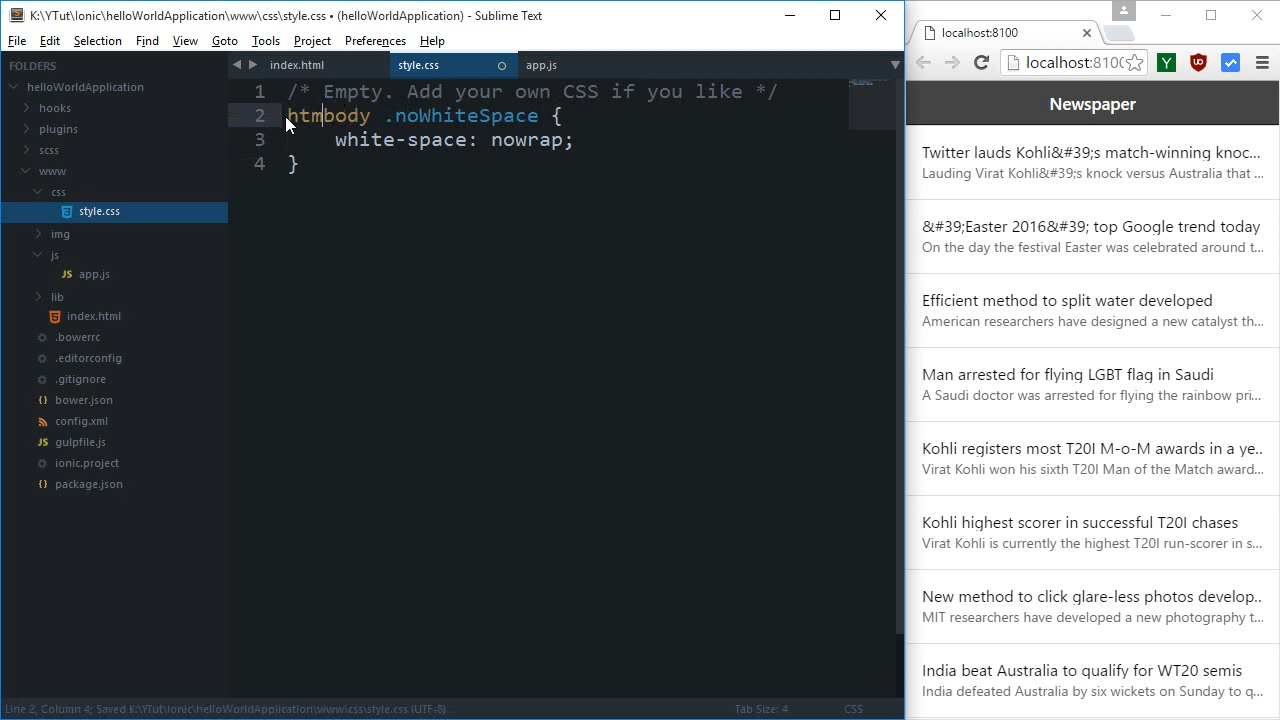 K:\YTut\Ionic\helloWorldApplication\www\css\style.css • (helloWorldApplication) - Sublime Text
File Edit Selection Find View Goto Tools Project Preferences Help
FOLDERS
helloWorldApplication
hooks
plugins
scss
www
css
style.css
img
js
JS app.js
lib
index.html
.bowerrc
.editorconfig
.gitignore
bower.json
config.xml
gulpfile.js
ionic.project
package.json
index.html style.css app.js
1 /* Empty. Add your own CSS if you like */
2 htmbody .noWhiteSpace {
3 white-space: nowrap;
4 }
Line 2, Column 4; Saved K:\YTut\Ionic\helloWorldApplication\www\css\style.css (UTF-8) Tab Size: 4 CSS
localhost:8100
localhost:8100
Newspaper
Twitter lauds Kohli&#39;s match-winning knoc...
Lauding Virat Kohli&#39;s knock versus Australia that ...
&#39;Easter 2016&#39; top Google trend today
On the day the festival Easter was celebrated around t...
Efficient method to split water developed
American researchers have designed a new catalyst th...
Man arrested for flying LGBT flag in Saudi
A Saudi doctor was arrested for flying the rainbow pri...
Kohli registers most T20I M-o-M awards in a ye..
Virat Kohli won his sixth T20I Man of the Match award...
Kohli highest scorer in successful T20I chases
Virat Kohli is currently the highest T20I run-scorer in s...
New method to click glare-less photos develop..
MIT researchers have developed a new photography t...
India beat Australia to qualify for WT20 semis
India defeated Australia by six wickets on Sunday to q...